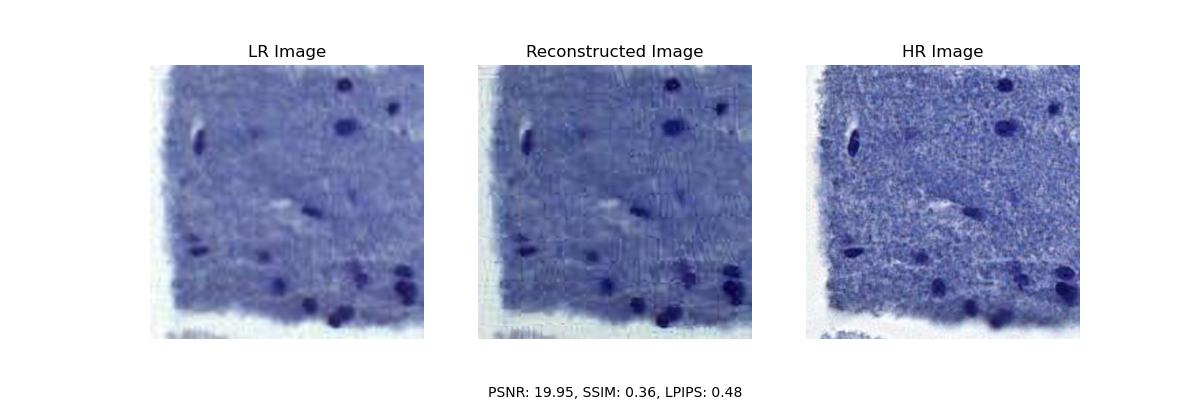 LR Image
Reconstructed Image
HR Image
PSNR: 19.95, SSIM: 0.36, LPIPS: 0.48